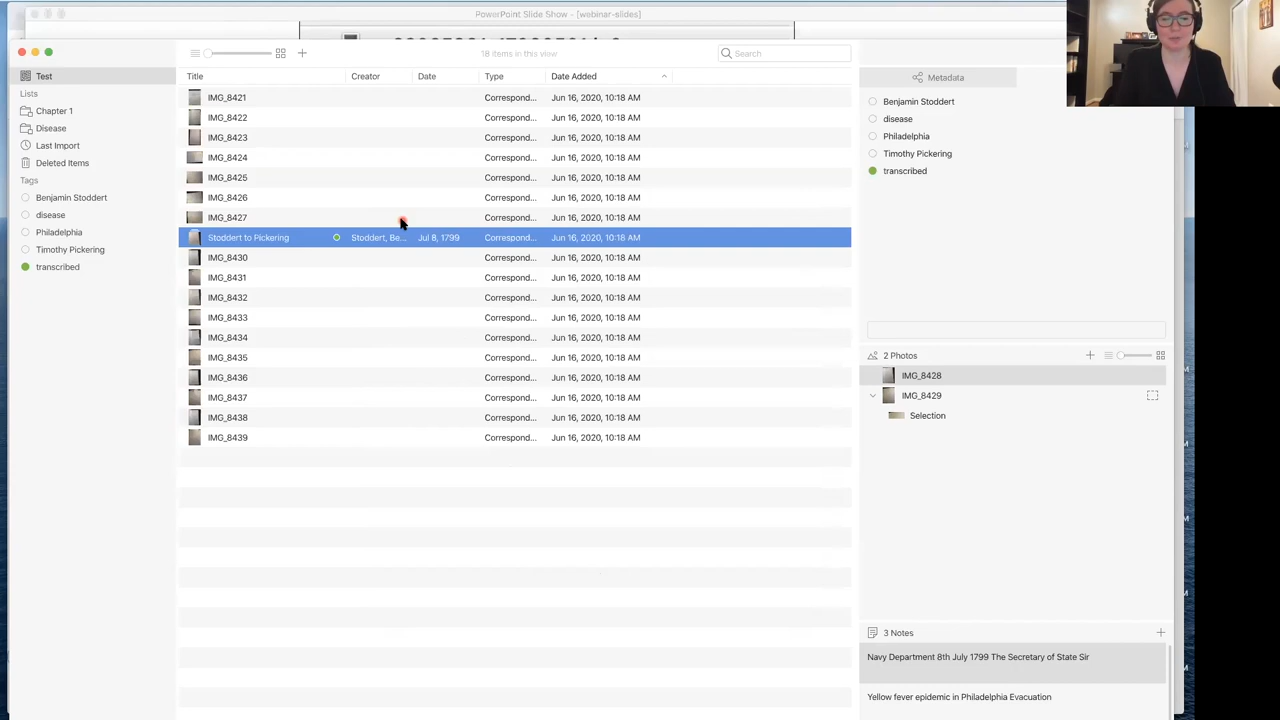 PowerPoint Slide Show - [webinar-slides]
18 items in this view
Search
Test
Lists
Chapter 1
Disease
Last Import
Deleted Items
Tags
Benjamin Stoddert
disease
Philadelphia
Timothy Pickering
transcribed
Title Creator Date Type Date Added
IMG_8421 Correspond... Jun 16, 2020, 10:18 AM
IMG_8422 Correspond... Jun 16, 2020, 10:18 AM
IMG_8423 Correspond... Jun 16, 2020, 10:18 AM
IMG_8424 Correspond... Jun 16, 2020, 10:18 AM
IMG_8425 Correspond... Jun 16, 2020, 10:18 AM
IMG_8426 Correspond... Jun 16, 2020, 10:18 AM
IMG_8427 Correspond... Jun 16, 2020, 10:18 AM
Stoddert to Pickering Stoddert, Be... Jul 8, 1799 Correspond... Jun 16, 2020, 10:18 AM
IMG_8430 Correspond... Jun 16, 2020, 10:18 AM
IMG_8431 Correspond... Jun 16, 2020, 10:18 AM
IMG_8432 Correspond... Jun 16, 2020, 10:18 AM
IMG_8433 Correspond... Jun 16, 2020, 10:18 AM
IMG_8434 Correspond... Jun 16, 2020, 10:18 AM
IMG_8435 Correspond... Jun 16, 2020, 10:18 AM
IMG_8436 Correspond... Jun 16, 2020, 10:18 AM
IMG_8437 Correspond... Jun 16, 2020, 10:18 AM
IMG_8438 Correspond... Jun 16, 2020, 10:18 AM
IMG_8439 Correspond... Jun 16, 2020, 10:18 AM
Metadata
Benjamin Stoddert
disease
Philadelphia
Timothy Pickering
transcribed
2 Photos
IMG_8428
IMG_8429
Selection
3 Notes
Navy Department 8th July 1799 The Secretary of State Sir
Yellow fever epidemic in Philadelphia Evacuation